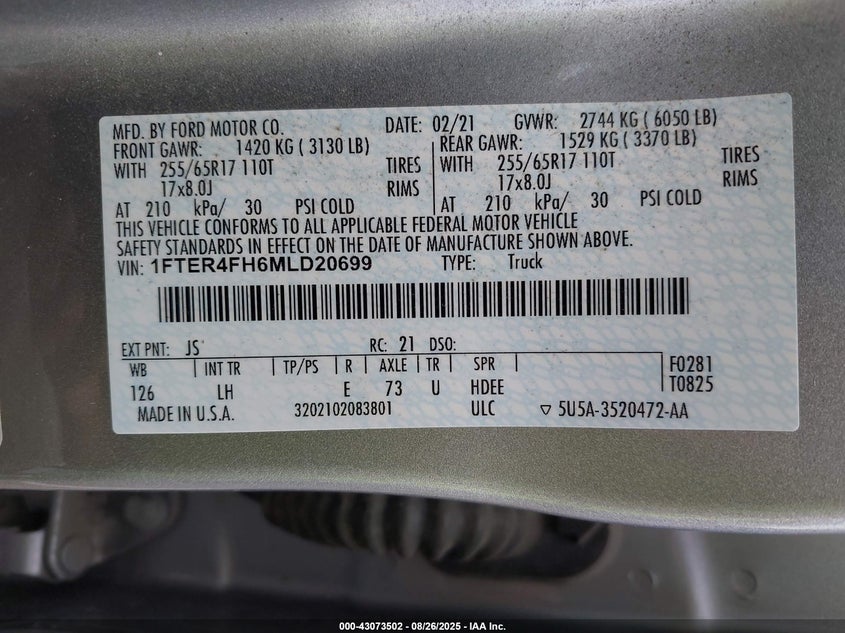 MFD. BY FORD MOTOR CO. DATE: 02/21 GVWR: 2744 KG ( 6050 LB)
FRONT GAWR: 1420 KG ( 3130 LB) REAR GAWR: 1529 KG ( 3370 LB)
WITH 255/65R17 110T TIRES WITH 255/65R17 110T TIRES
17x8.0J RIMS 17x8.0J RIMS
AT 210 kPa/ 30 PSI COLD AT 210 kPa/ 30 PSI COLD
THIS VEHICLE CONFORMS TO ALL APPLICABLE FEDERAL MOTOR VEHICLE
SAFETY STANDARDS IN EFFECT ON THE DATE OF MANUFACTURE SHOWN ABOVE.
VIN: 1FTER4FH6MLD20699 TYPE: Truck
EXT PNT: JS RC: 21 DSO:
WB INT TR TP/PS R AXLE TR SPR F0281
126 LH E 73 U HDEE T0825
MADE IN U.S.A. 3202102083801 ULC ▽ 5U5A-3520472-AA
000-43073502 - 08/26/2025 - IAA Inc.